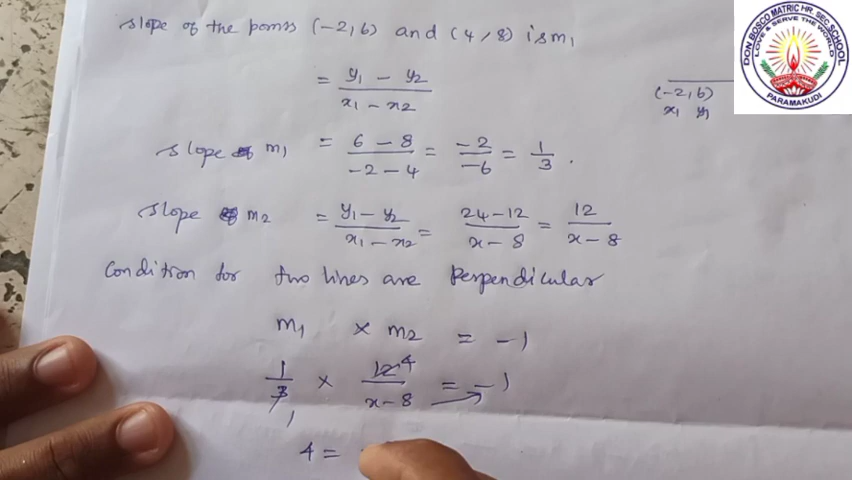 slope of the points (-2,6) and (4,8) is m1
= y1 - y2 / x1 - x2
(-2,6)
x1 y1
slope of m1 = 6 - 8 / -2 - 4 = -2 / -6 = 1 / 3 .
slope of m2 = y1 - y2 / x1 - x2 = 24-12 / x - 8 = 12 / x - 8
Condition for two lines are perpendicular
m1 × m2 = -1
1 / 3 × 12 4 / x-8 = -1
1
4 =
DON BOSCO MATRIC HR. SEC. SCHOOL
LOVE & SERVE THE WORLD
PARAMAKUDI